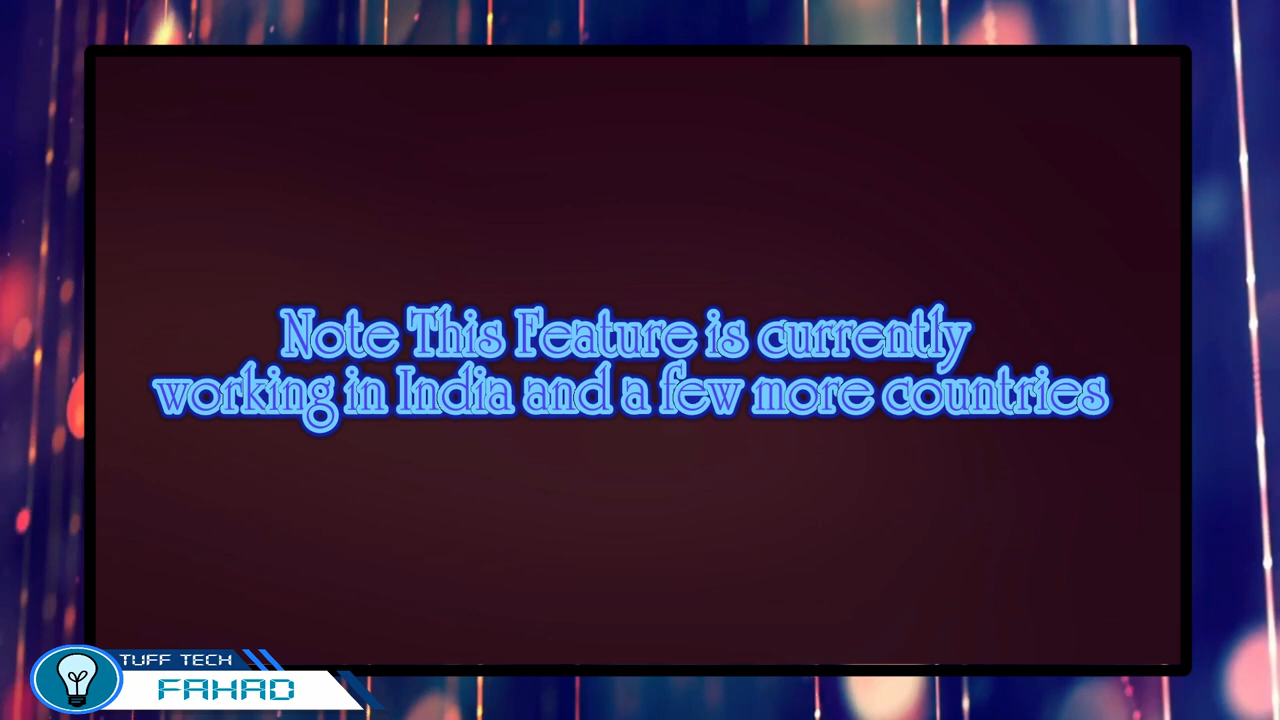 Note This Feature is currently
working in India and a few more countries
TUFF TECH
FAHAD